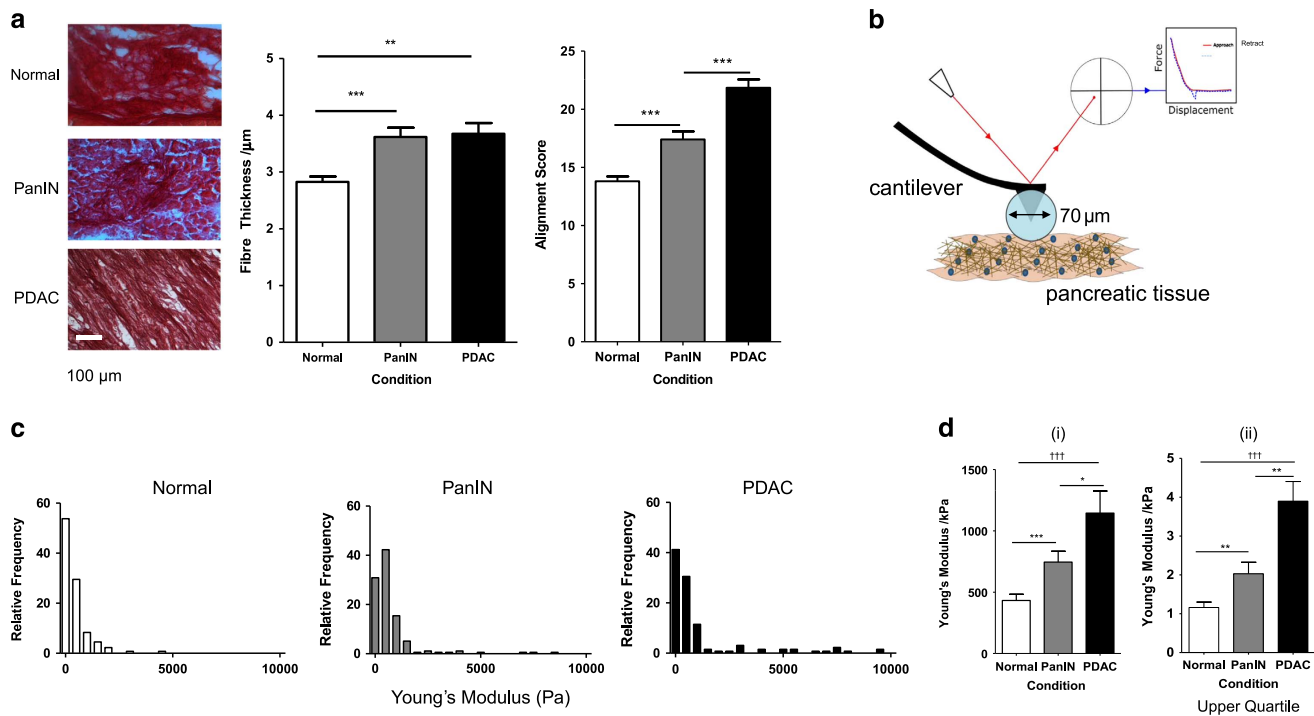 a
Normal
PanIN
PDAC
100 µm
Fibre Thickness /µm
5
4
3
2
1
0
**
***
Normal
PanIN
PDAC
Condition
Alignment Score
25
20
15
10
5
0
***
***
Normal
PanIN
PDAC
Condition
b
Force
Approach
Retract
Displacement
cantilever
70 µm
pancreatic tissue
c
Normal
Relative Frequency
60
40
20
0
0
5000
10000
PanIN
Relative Frequency
60
40
20
0
0
5000
10000
PDAC
Relative Frequency
60
40
20
0
0
5000
10000
Young's Modulus (Pa)
d
(i)
Young's Modulus /kPa
1500
1000
500
0
†††
*
***
Normal PanIN PDAC
Condition
(ii)
Young's Modulus /kPa
5
4
3
2
1
0
†††
**
**
Normal PanIN PDAC
Condition
Upper Quartile